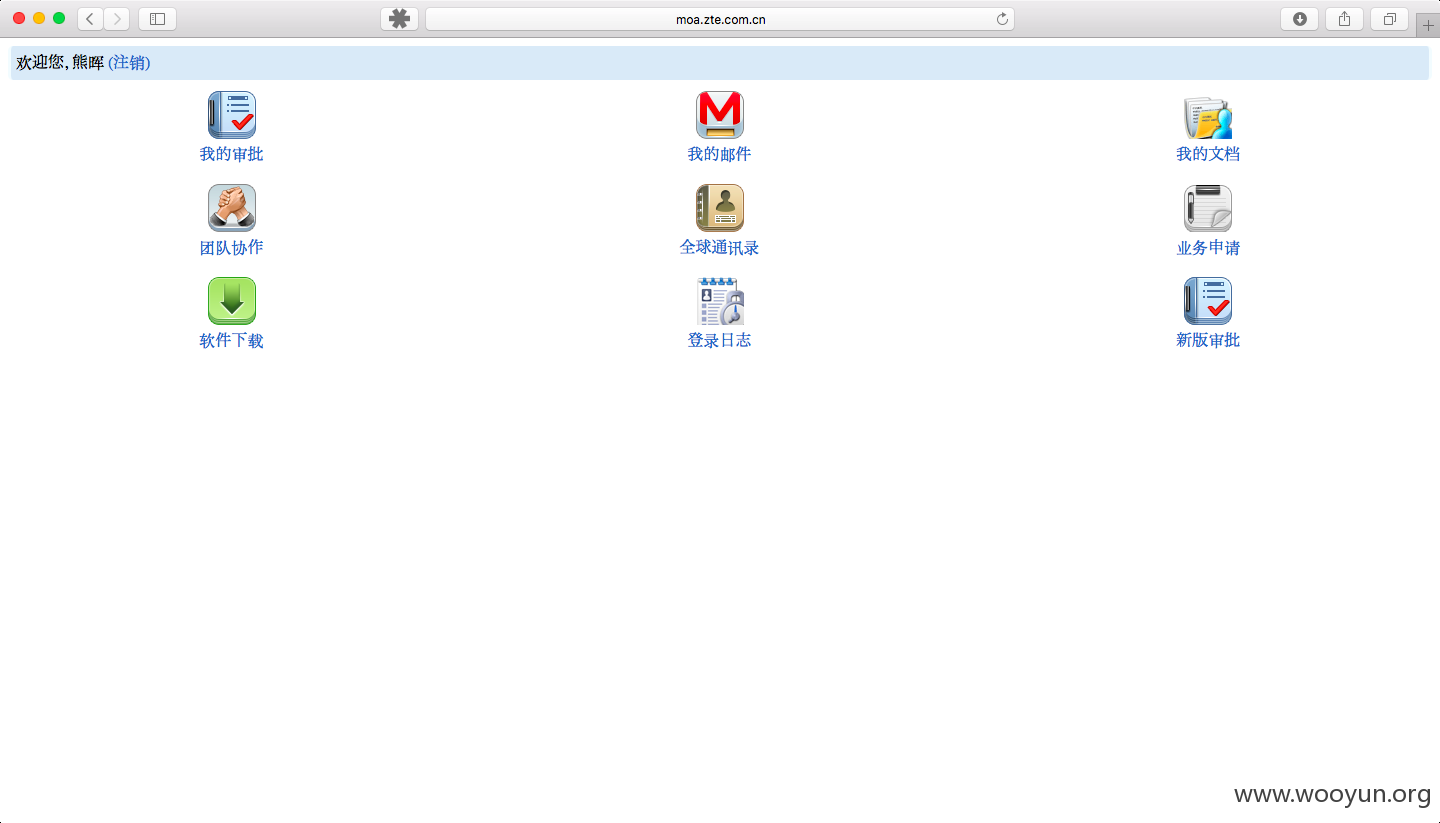 moa.zte.com.cn
欢迎您,熊晖 (注销)
我的审批
我的邮件
我的文档
团队协作
全球通讯录
业务申请
软件下载
登录日志
新版审批
www.wooyun.org